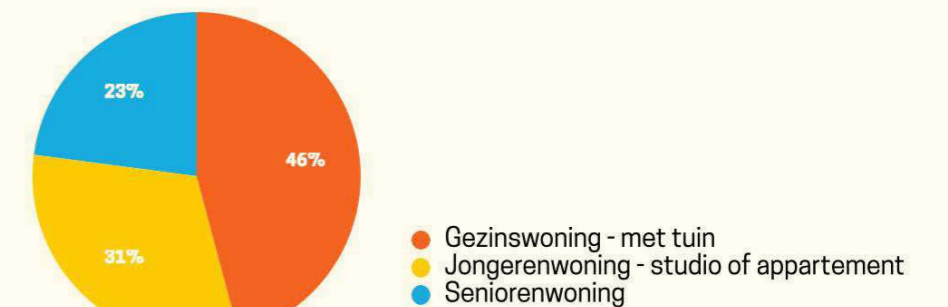 23%
46%
31%
Gezinswoning - met tuin
Jongerenwoning - studio of appartement
Seniorenwoning